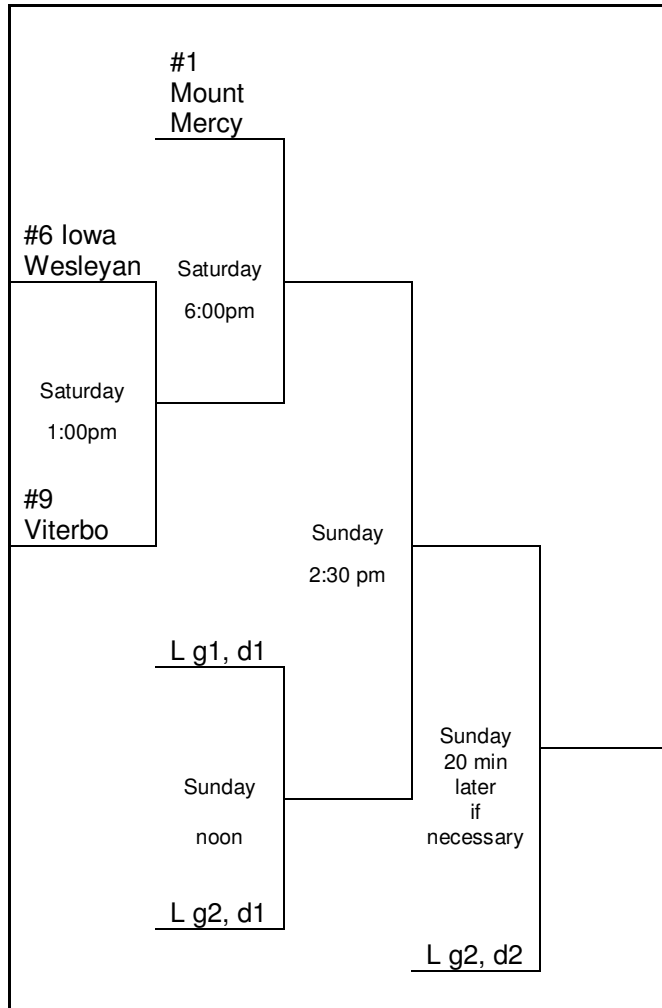 #1
Mount
Mercy
#6 Iowa
Wesleyan
Saturday
6:00pm
Saturday
1:00pm
#9
Viterbo
Sunday
2:30 pm
L g1, d1
Sunday
20 min
later
if
necessary
Sunday
noon
L g2, d1
L g2, d2